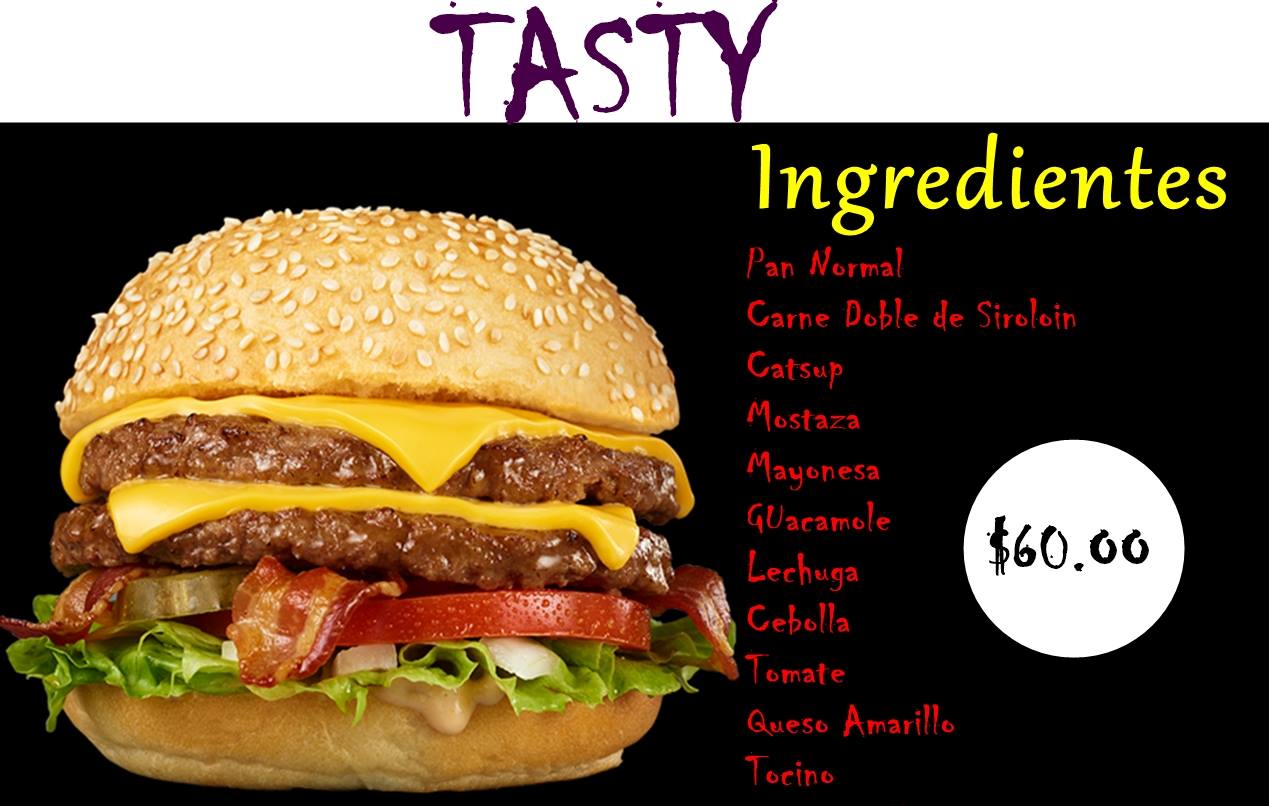 TASTY
Ingredientes
Pan Normal
Carne Doble de Siroloin
Catsup
Mostaza
Mayonesa
GUacamole
Lechuga
Cebolla
Tomate
Queso Amarillo
Tocino
$60.00